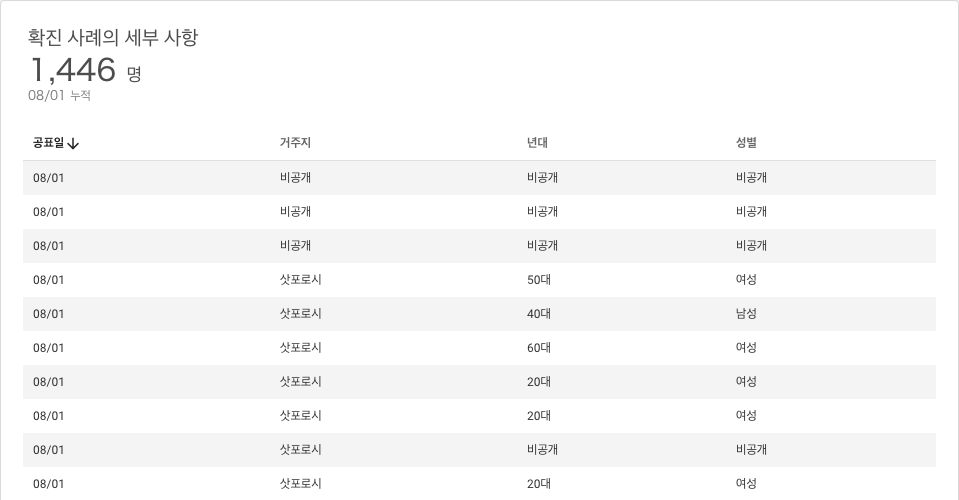 확진 사례의 세부 사항
1,446 명
08/01 누적
공표일 거주지 년대 성별
08/01 비공개 비공개 비공개
08/01 비공개 비공개 비공개
08/01 비공개 비공개 비공개
08/01 삿포로시 50대 여성
08/01 삿포로시 40대 남성
08/01 삿포로시 60대 여성
08/01 삿포로시 20대 여성
08/01 삿포로시 20대 여성
08/01 삿포로시 비공개 비공개
08/01 삿포로시 20대 여성